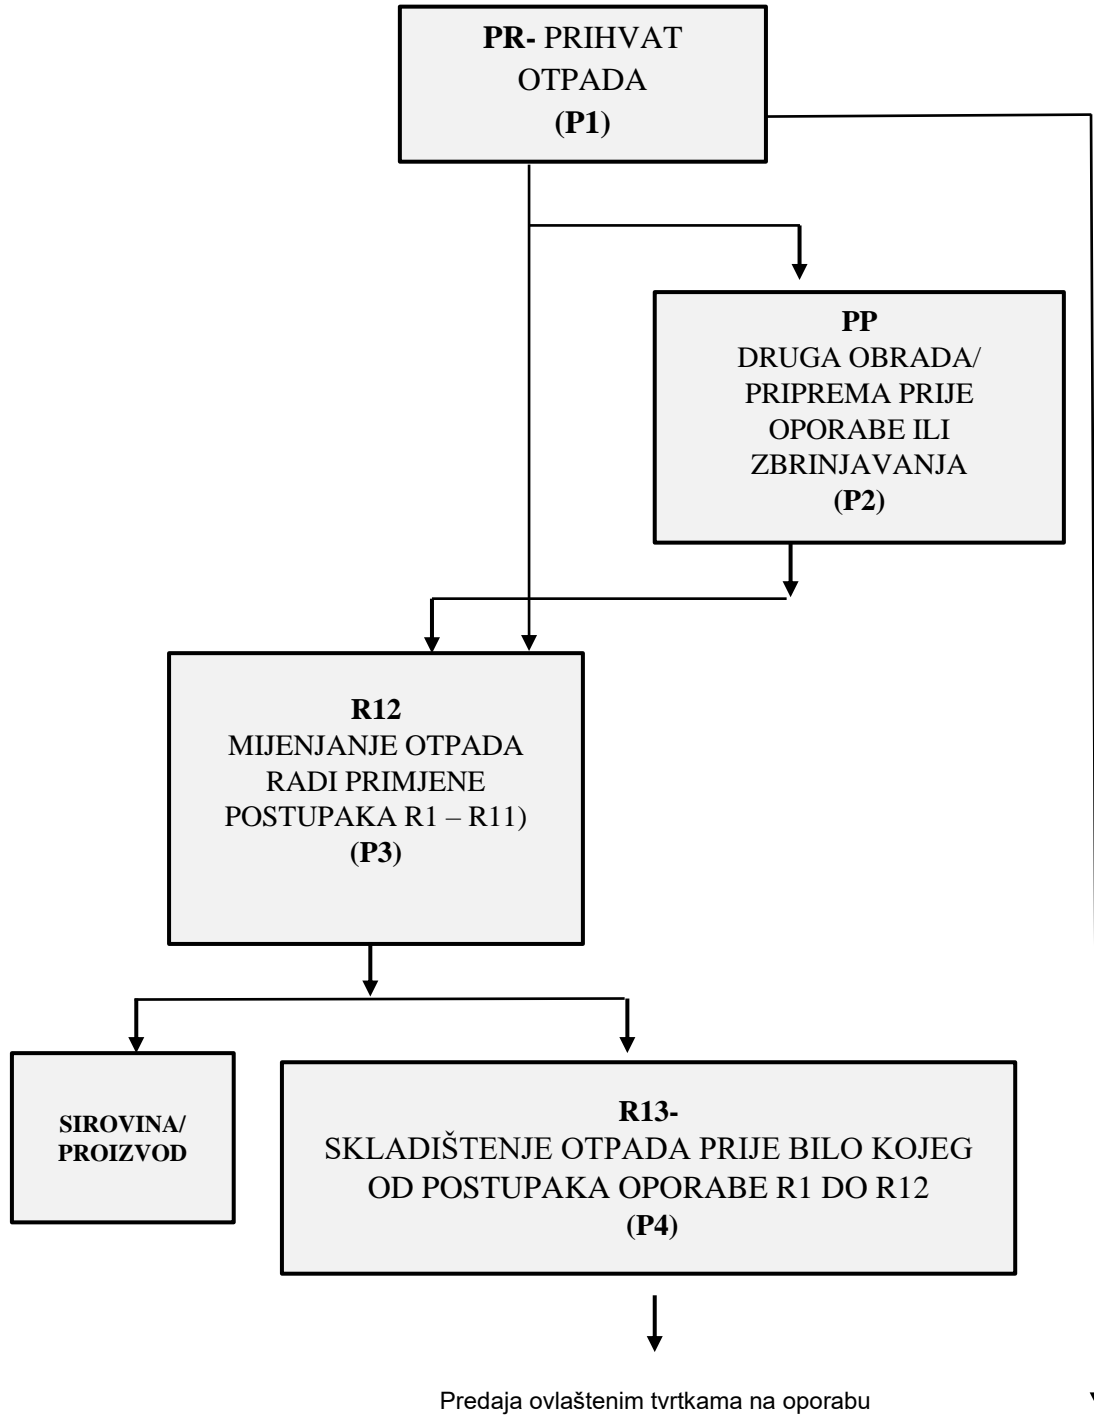 PR- PRIHVAT
OTPADA
(P1)
PP
DRUGA OBRADA/
PRIPREMA PRIJE
OPORABE ILI
ZBRINJAVANJA
(P2)
R12
MIJENJANJE OTPADA
RADI PRIMJENE
POSTUPAKA R1 – R11)
(P3)
SIROVINA/
PROIZVOD
R13-
SKLADIŠTENJE OTPADA PRIJE BILO KOJEG
OD POSTUPAKA OPORABE R1 DO R12
(P4)
Predaja ovlaštenim tvrtkama na oporabu